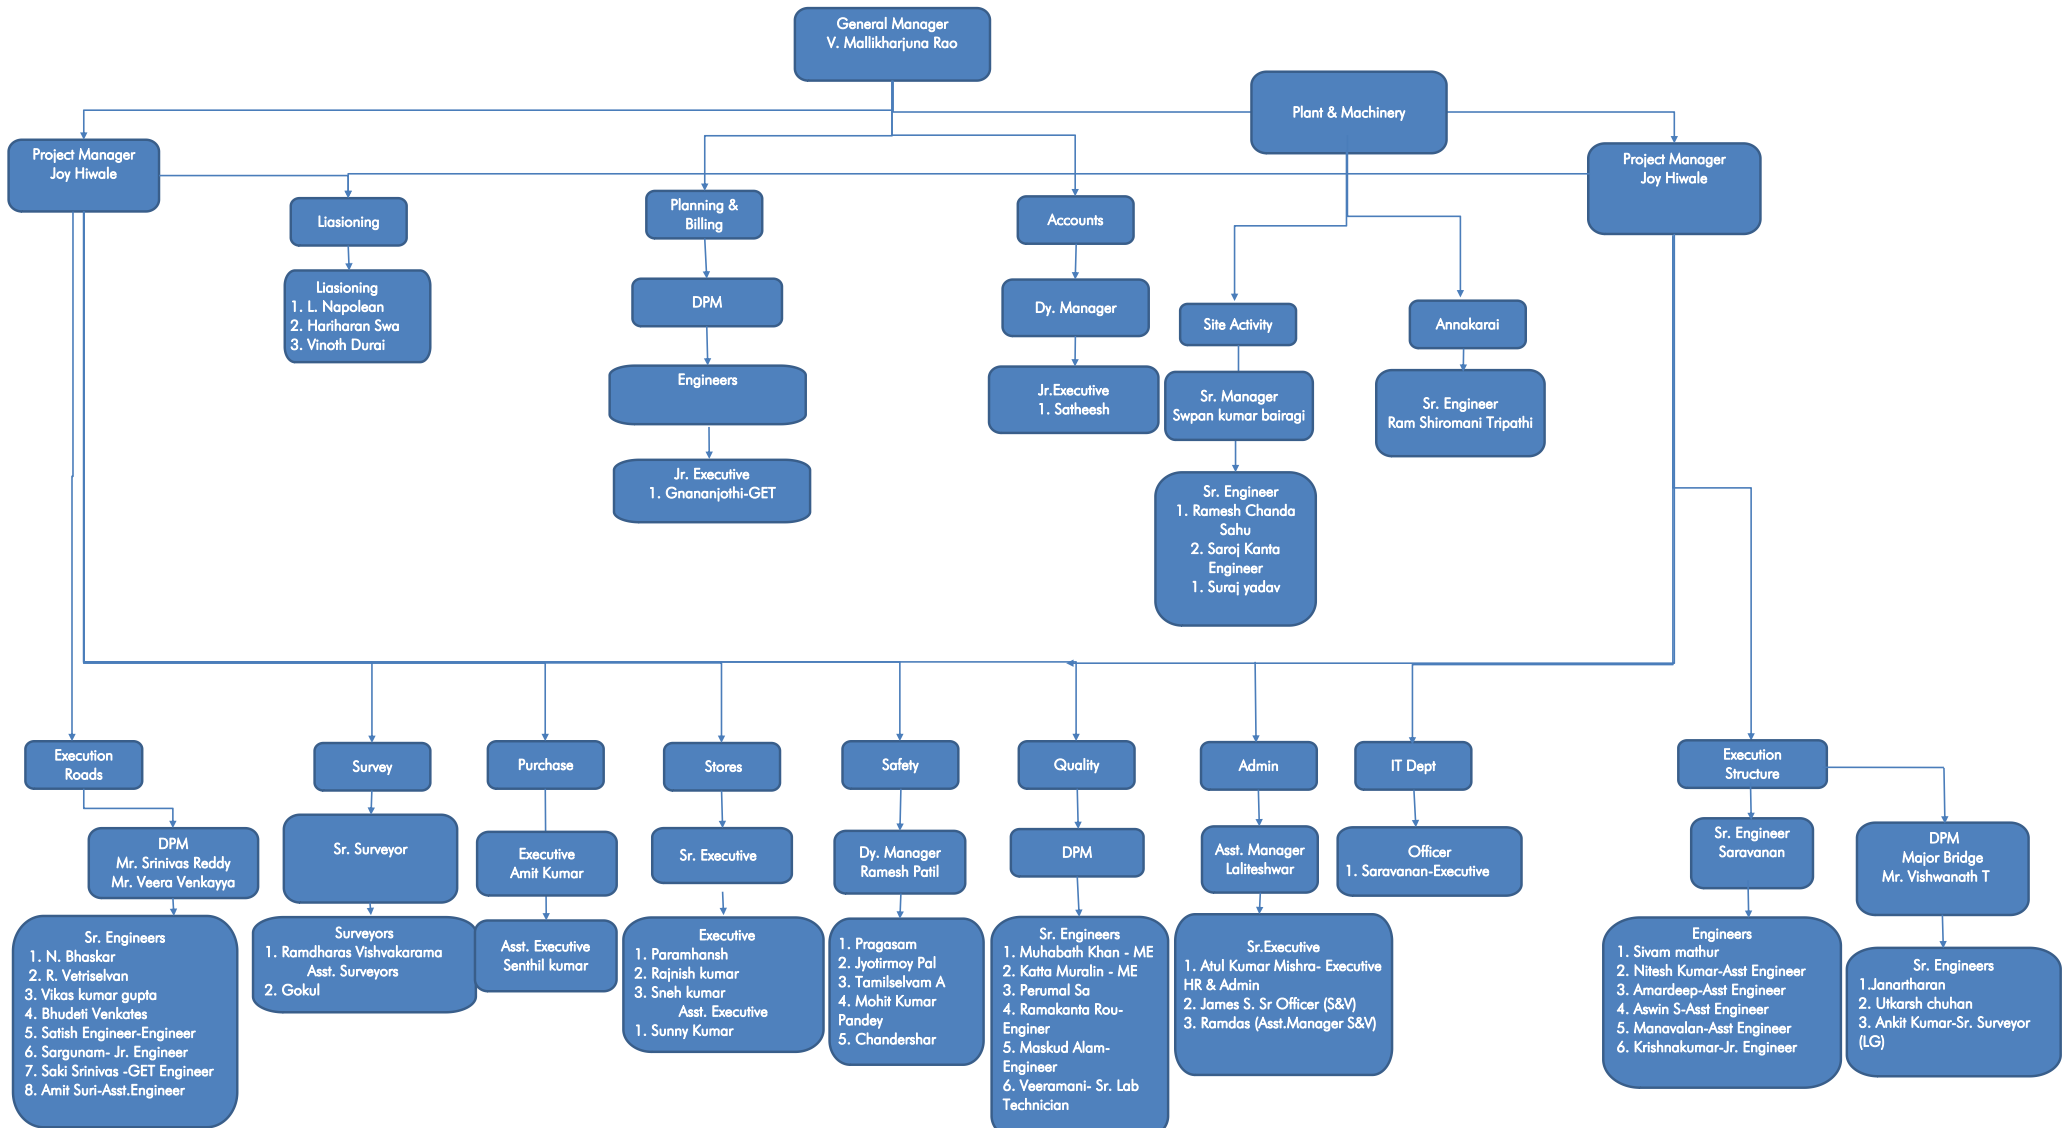 General Manager
V. Mallikharjuna Rao
Plant & Machinery
Project Manager
Joy Hiwale
Project Manager
Joy Hiwale
Liasioning
Planning &
Billing
Accounts
Liasioning
1. L. Napolean
2. Hariharan Swa
3. Vinoth Durai
DPM
Dy. Manager
Site Activity
Annakarai
Engineers
Jr.Executive
1. Satheesh
Sr. Manager
Swpan kumar bairagi
Sr. Engineer
Ram Shiromani Tripathi
Jr. Executive
1. Gnananjothi-GET
Sr. Engineer
1. Ramesh Chanda
Sahu
2. Saroj Kanta
Engineer
1. Suraj yadav
Execution
Roads
Survey
Purchase
Stores
Safety
Quality
Admin
IT Dept
Execution
Structure
DPM
Mr. Srinivas Reddy
Mr. Veera Venkayya
Sr. Surveyor
Executive
Amit Kumar
Sr. Executive
Dy. Manager
Ramesh Patil
DPM
Asst. Manager
Laliteshwar
Officer
1. Saravanan-Executive
Sr. Engineer
Saravanan
DPM
Major Bridge
Mr. Vishwanath T
Sr. Engineers
1. N. Bhaskar
2. R. Vetriselvan
3. Vikas kumar gupta
4. Bhudeti Venkates
5. Satish Engineer-Engineer
6. Sargunam- Jr. Engineer
7. Saki Srinivas -GET Engineer
8. Amit Suri-Asst.Engineer
Surveyors
1. Ramdharas Vishvakarama
Asst. Surveyors
2. Gokul
Asst. Executive
Senthil kumar
Executive
1. Paramhansh
2. Rajnish kumar
3. Sneh kumar
Asst. Executive
1. Sunny Kumar
1. Pragasam
2. Jyotirmoy Pal
3. Tamilselvam A
4. Mohit Kumar
Pandey
5. Chandershar
Sr. Engineers
1. Muhabath Khan - ME
2. Katta Muralin - ME
3. Perumal Sa
4. Ramakanta Rou-
Enginer
5. Maskud Alam-
Engineer
6. Veeramani- Sr. Lab
Technician
Sr.Executive
1. Atul Kumar Mishra- Executive
HR & Admin
2. James S. Sr Officer (S&V)
3. Ramdas (Asst.Manager S&V)
Engineers
1. Sivam mathur
2. Nitesh Kumar-Asst Engineer
3. Amardeep-Asst Engineer
4. Aswin S-Asst Engineer
5. Manavalan-Asst Engineer
6. Krishnakumar-Jr. Engineer
Sr. Engineers
1.Janartharan
2. Utkarsh chuhan
3. Ankit Kumar-Sr. Surveyor
(LG)